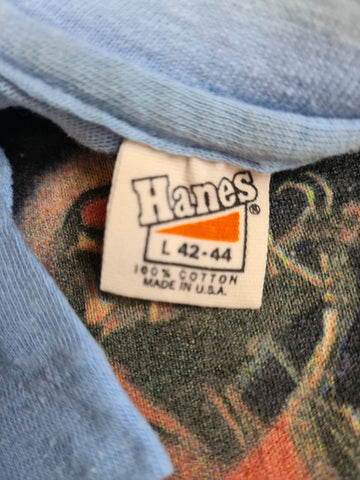 Hanes®
L 42-44
100% COTTON
MADE IN U.S.A.